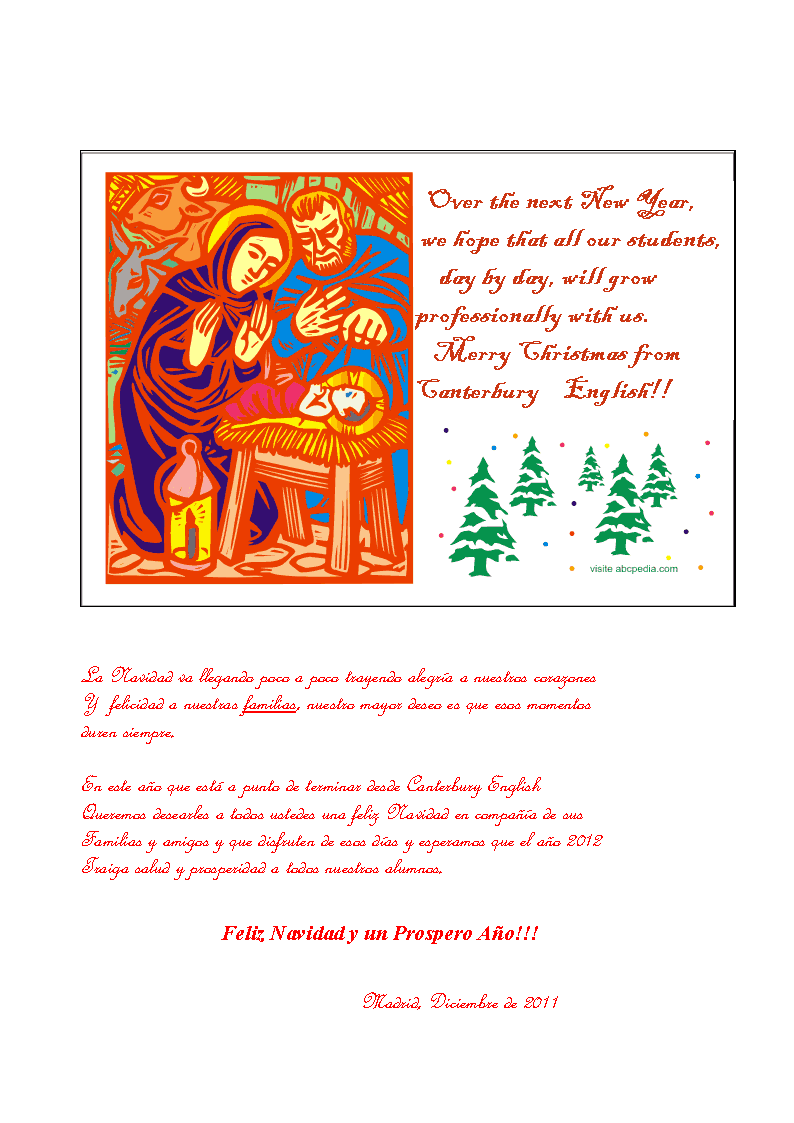 Over the next New Year,
we hope that all our students,
day by day, will grow
professionally with us.
Merry Christmas from
Canterbury English!!
visite abcpedia.com
La Navidad va llegando poco a poco trayendo alegría a nuestros corazones
Y felicidad a nuestras familias, nuestro mayor deseo es que esos momentos
duren siempre.
En este año que está a punto de terminar desde Canterbury English
Queremos desearles a todos ustedes una feliz Navidad en compañía de sus
Familias y amigos y que disfruten de esos días y esperamos que el año 2012
Traiga salud y prosperidad a todos nuestros alumnos.
Feliz Navidad y un Prospero Año!!!
Madrid, Diciembre de 2011